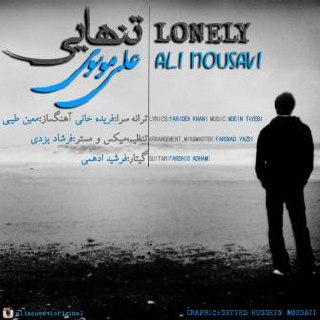 تنهایی
LONELY
علی موسوی
ALI MOUSAVI
ترانه سرا:فریده خانی آهنگساز:معین طیبی
LYRICS:FARIDEH KHANI MUSIC:MOEIN TAYEBI
تنظیم،میکس و مستر:فرشاد یزدی
ARRANGEMENT,MIX&MASTER:FARSHAD YAZDI
گیتار:فرشید ادهمی
GUITAR:FARSHID ADHAMI
alimousavioriginal
GRAPHIC:SEYYED HUSSEIN MOUSAVI